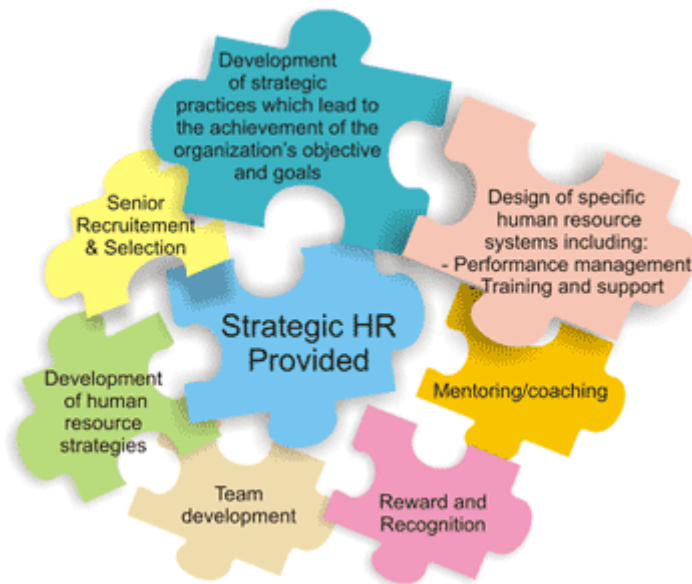 Development
of strategic
practices which lead to
the achievement of the
organization's objective
and goals
Design of specific
human resource
systems including:
- Performance management
- Training and support
Senior
Recruitement
& Selection
Strategic HR
Provided
Mentoring/coaching
Development
of human
resource
strategies
Team
development
Reward and
Recognition